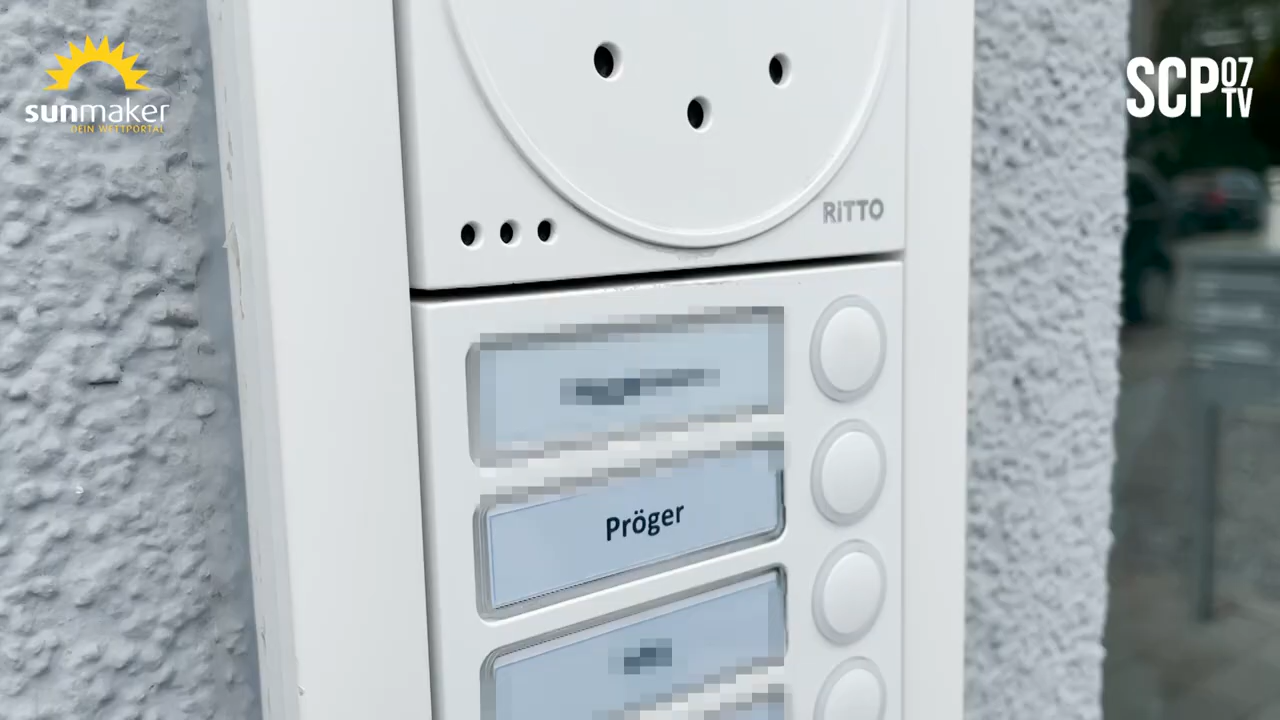 sunmaker
DEIN WETTPORTAL
SCP07
TV
RITTO
Pröger